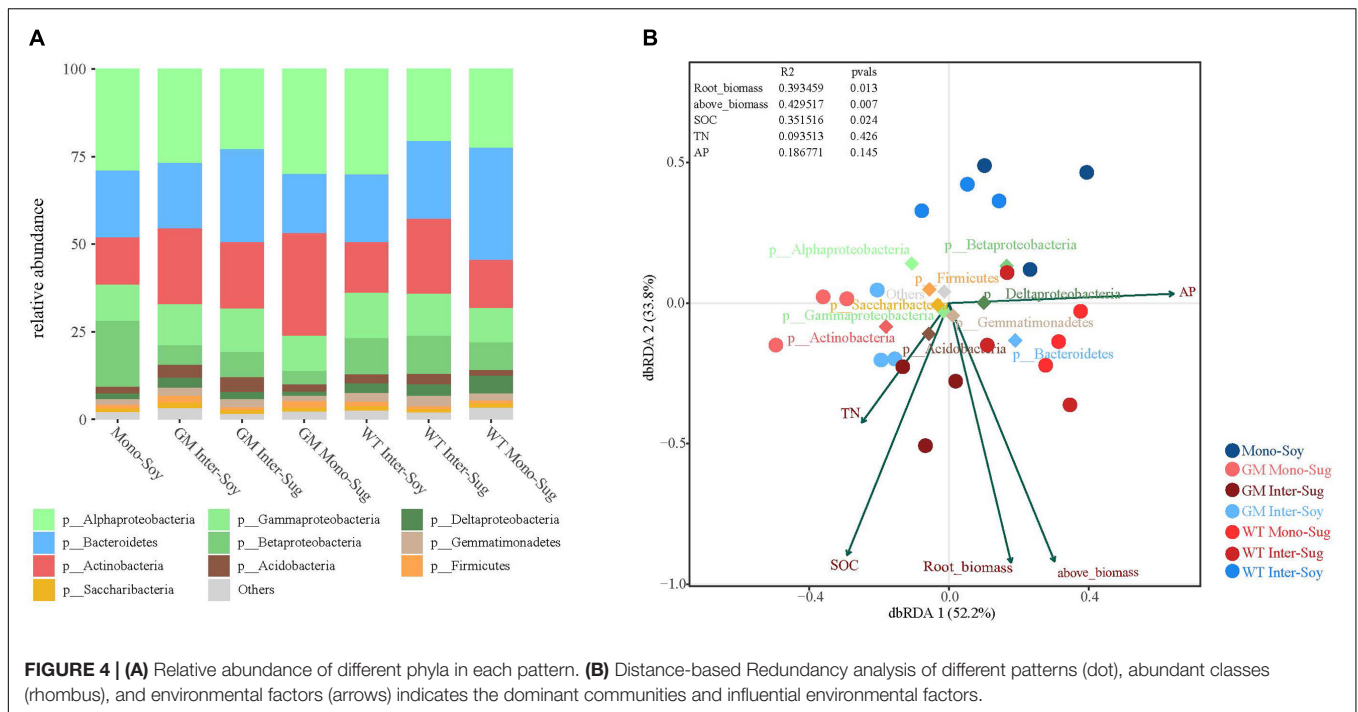 A
100
75
50
25
0
relative abundance
Mono-Soy
GM Inter-Soy
GM Inter-Sug
GM Mono-Sug
WT Inter-Soy
WT Inter-Sug
WT Mono-Sug
p__Alphaproteobacteria
p__Gammaproteobacteria
p__Deltaproteobacteria
p__Bacteroidetes
p__Betaproteobacteria
p__Gemmatimonadetes
p__Actinobacteria
p__Acidobacteria
p__Firmicutes
p__Saccharibacteria
Others
B
R2 pvals
Root_biomass 0.393459 0.013
above_biomass 0.429517 0.007
SOC 0.351516 0.024
TN 0.093513 0.426
AP 0.186771 0.145
0.5
0.0
−0.5
−1.0
dbRDA 2 (33.8%)
p__Alphaproteobacteria
p__Betaproteobacteria
p__Firmicutes
Others
p__Deltaproteobacteria
AP
p__Saccharibacte
p__Gammaproteobacteria
p__Gemmatimonadetes
p__Actinobacteria
p__Acidobacteria
p__Bacteroidetes
TN
SOC
Root_biomass
above_biomass
−0.4
0.0
0.4
dbRDA 1 (52.2%)
Mono-Soy
GM Mono-Sug
GM Inter-Sug
GM Inter-Soy
WT Mono-Sug
WT Inter-Sug
WT Inter-Soy
FIGURE 4 | (A) Relative abundance of different phyla in each pattern. (B) Distance-based Redundancy analysis of different patterns (dot), abundant classes
(rhombus), and environmental factors (arrows) indicates the dominant communities and influential environmental factors.